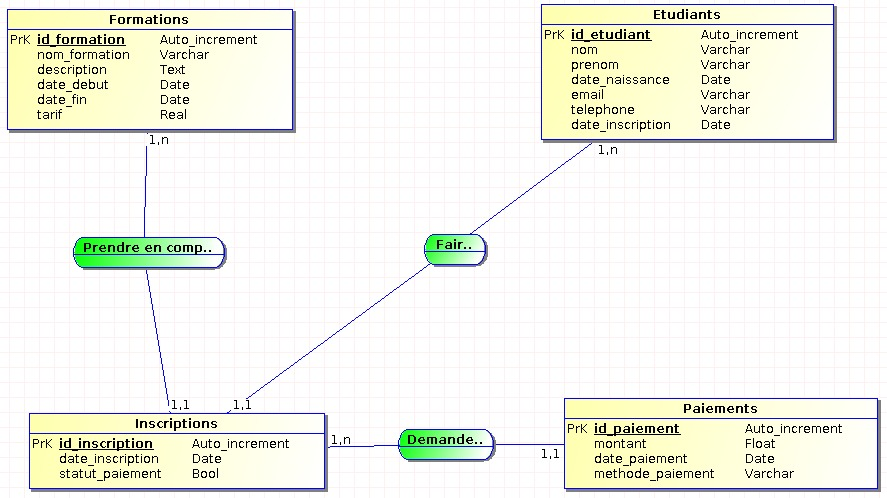 Formations
PrK id_formation Auto_increment
nom_formation Varchar
description Text
date_debut Date
date_fin Date
tarif Real
1,n
Etudiants
PrK id_etudiant Auto_increment
nom Varchar
prenom Varchar
date_naissance Date
email Varchar
telephone Varchar
date_inscription Date
1,n
Prendre en comp..
Fair..
1,1
1,1
Inscriptions
PrK id_inscription Auto_increment
date_inscription Date
statut_paiement Bool
1,n
Demande..
1,1
Paiements
PrK id_paiement Auto_increment
montant Float
date_paiement Date
methode_paiement Varchar